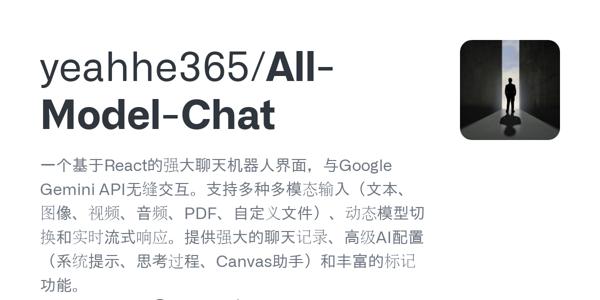 yeahhe365/All-
Model-Chat
一个基于React的强大聊天机器人界面，与Google
Gemini API无缝交互。支持多种多模态输入（文本、
图像、视频、音频、PDF、自定义文件）、动态模型切
换和实时流式响应。提供强大的聊天记录、高级AI配置
（系统提示、思考过程、Canvas助手）和丰富的标记
功能。